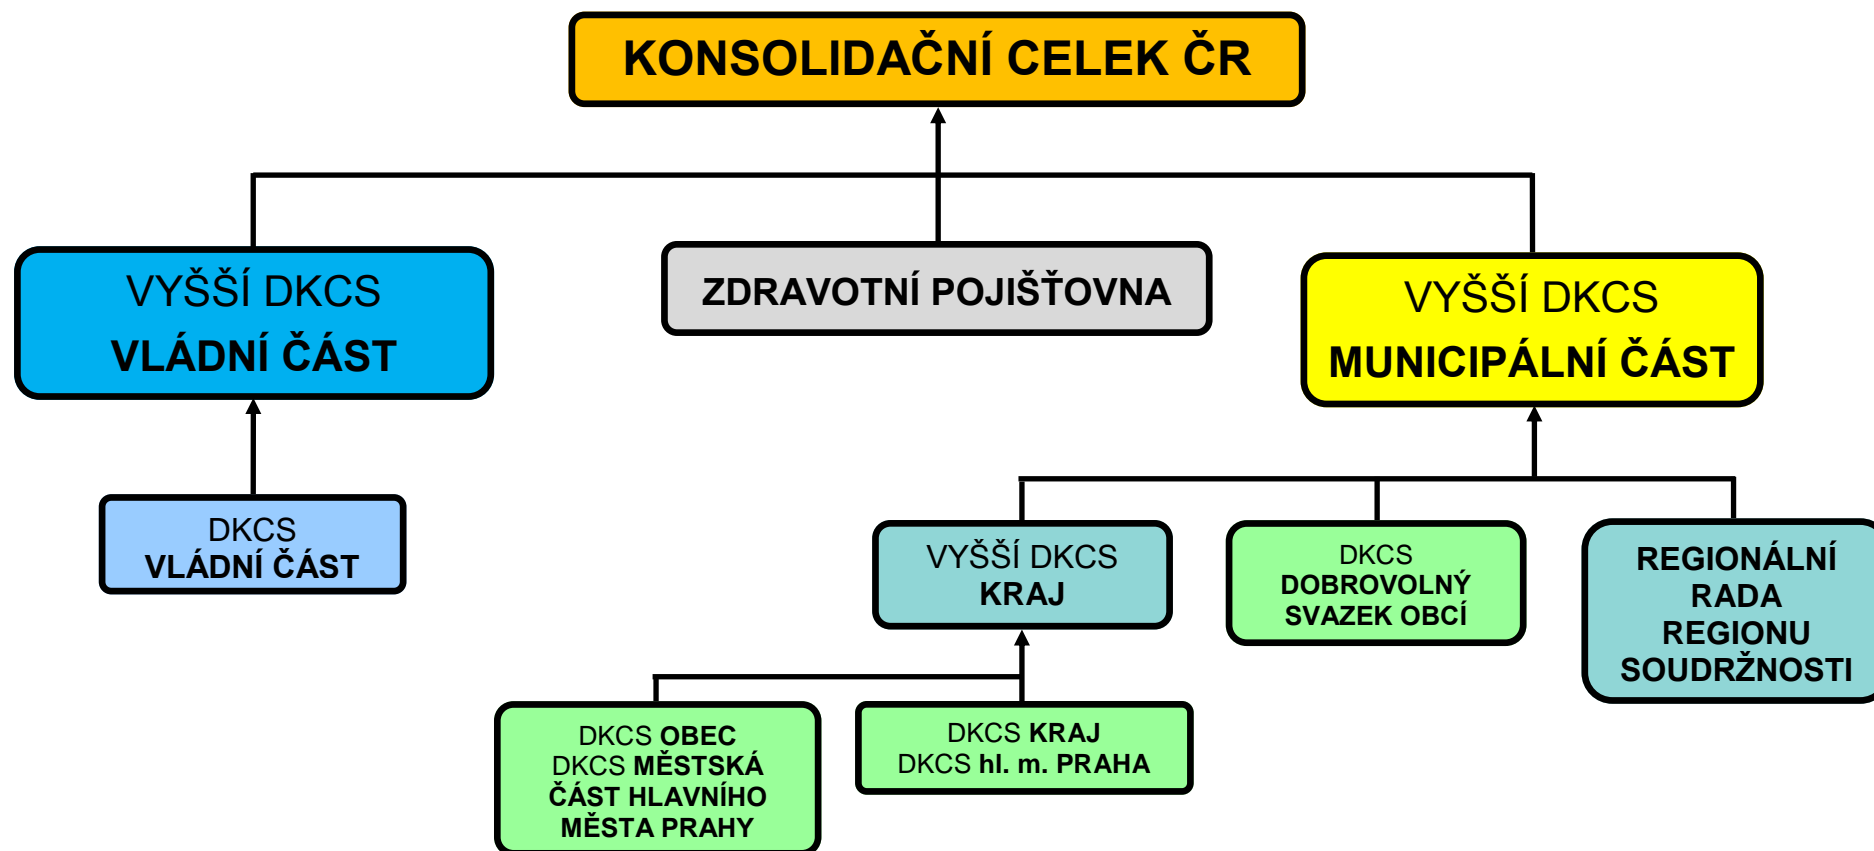 KONSOLIDAČNÍ CELEK ČR
VYŠŠÍ DKCS
VLÁDNÍ ČÁST
ZDRAVOTNÍ POJIŠŤOVNA
VYŠŠÍ DKCS
MUNICIPÁLNÍ ČÁST
DKCS
VLÁDNÍ ČÁST
VYŠŠÍ DKCS
KRAJ
DKCS
DOBROVOLNÝ
SVAZEK OBCÍ
REGIONÁLNÍ
RADA
REGIONU
SOUDRŽNOSTI
DKCS OBEC
DKCS MĚSTSKÁ
ČÁST HLAVNÍHO
MĚSTA PRAHY
DKCS KRAJ
DKCS hl. m. PRAHA